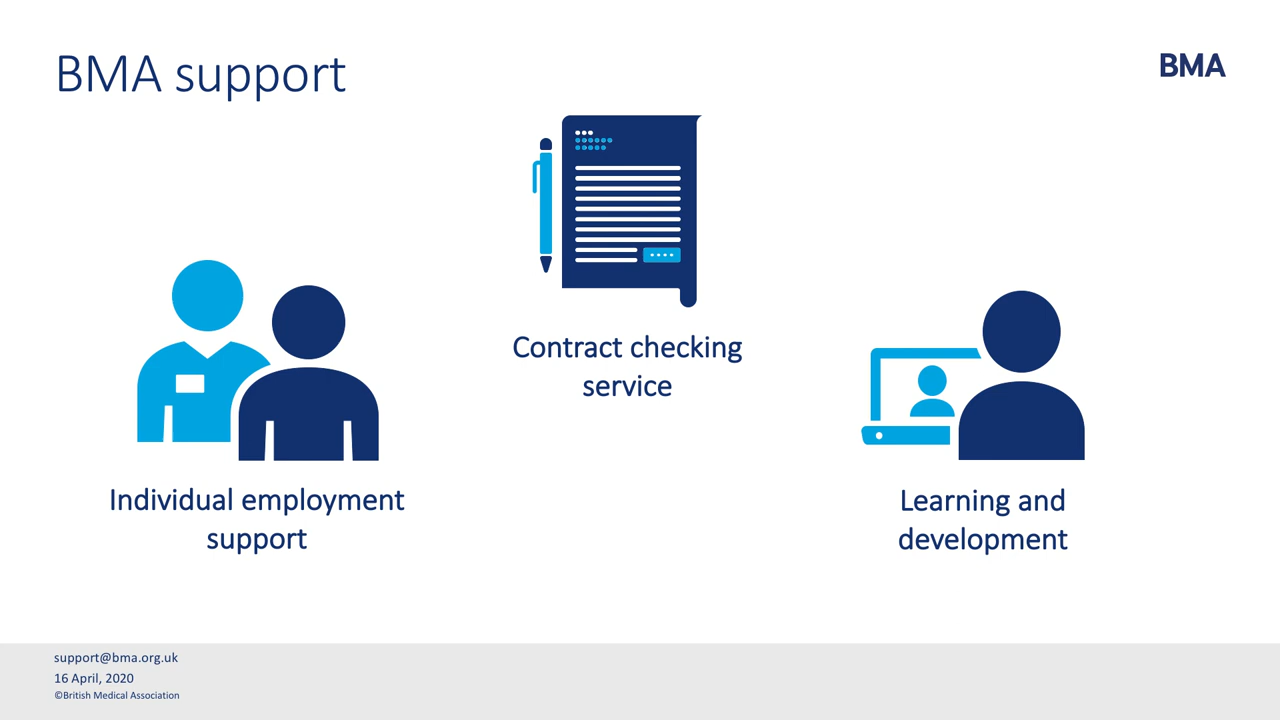 BMA support
BMA
Contract checking
service
Individual employment
support
Learning and
development
support@bma.org.uk
16 April, 2020
©British Medical Association